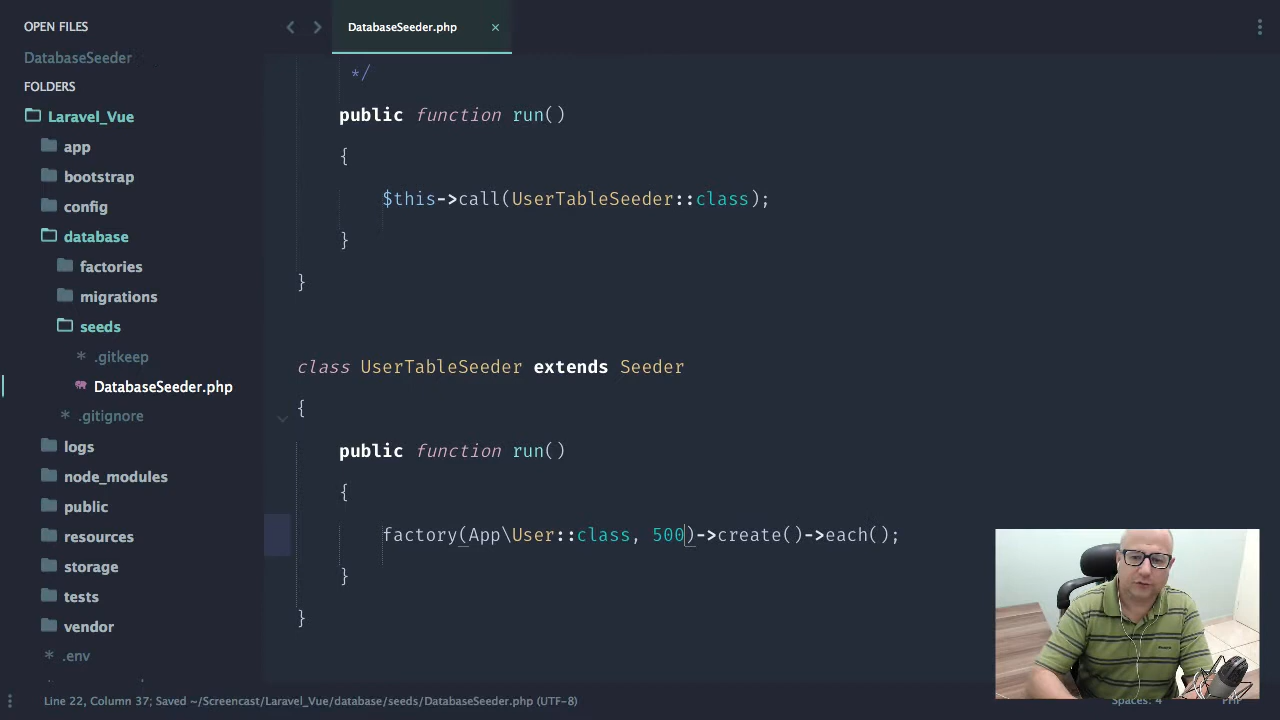 OPEN FILES
DatabaseSeeder
FOLDERS
Laravel_Vue
app
bootstrap
config
database
factories
migrations
seeds
* .gitkeep
DatabaseSeeder.php
* .gitignore
logs
node_modules
public
resources
storage
tests
vendor
* .env
DatabaseSeeder.php ×
*/
public function run()
{
$this->call(UserTableSeeder::class);
}
}
class UserTableSeeder extends Seeder
{
public function run()
{
factory(App\User::class, 500)->create()->each();
}
}
Line 22, Column 37; Saved ~/Screencast/Laravel_Vue/database/seeds/DatabaseSeeder.php (UTF-8)
Spaces: 4
PHP